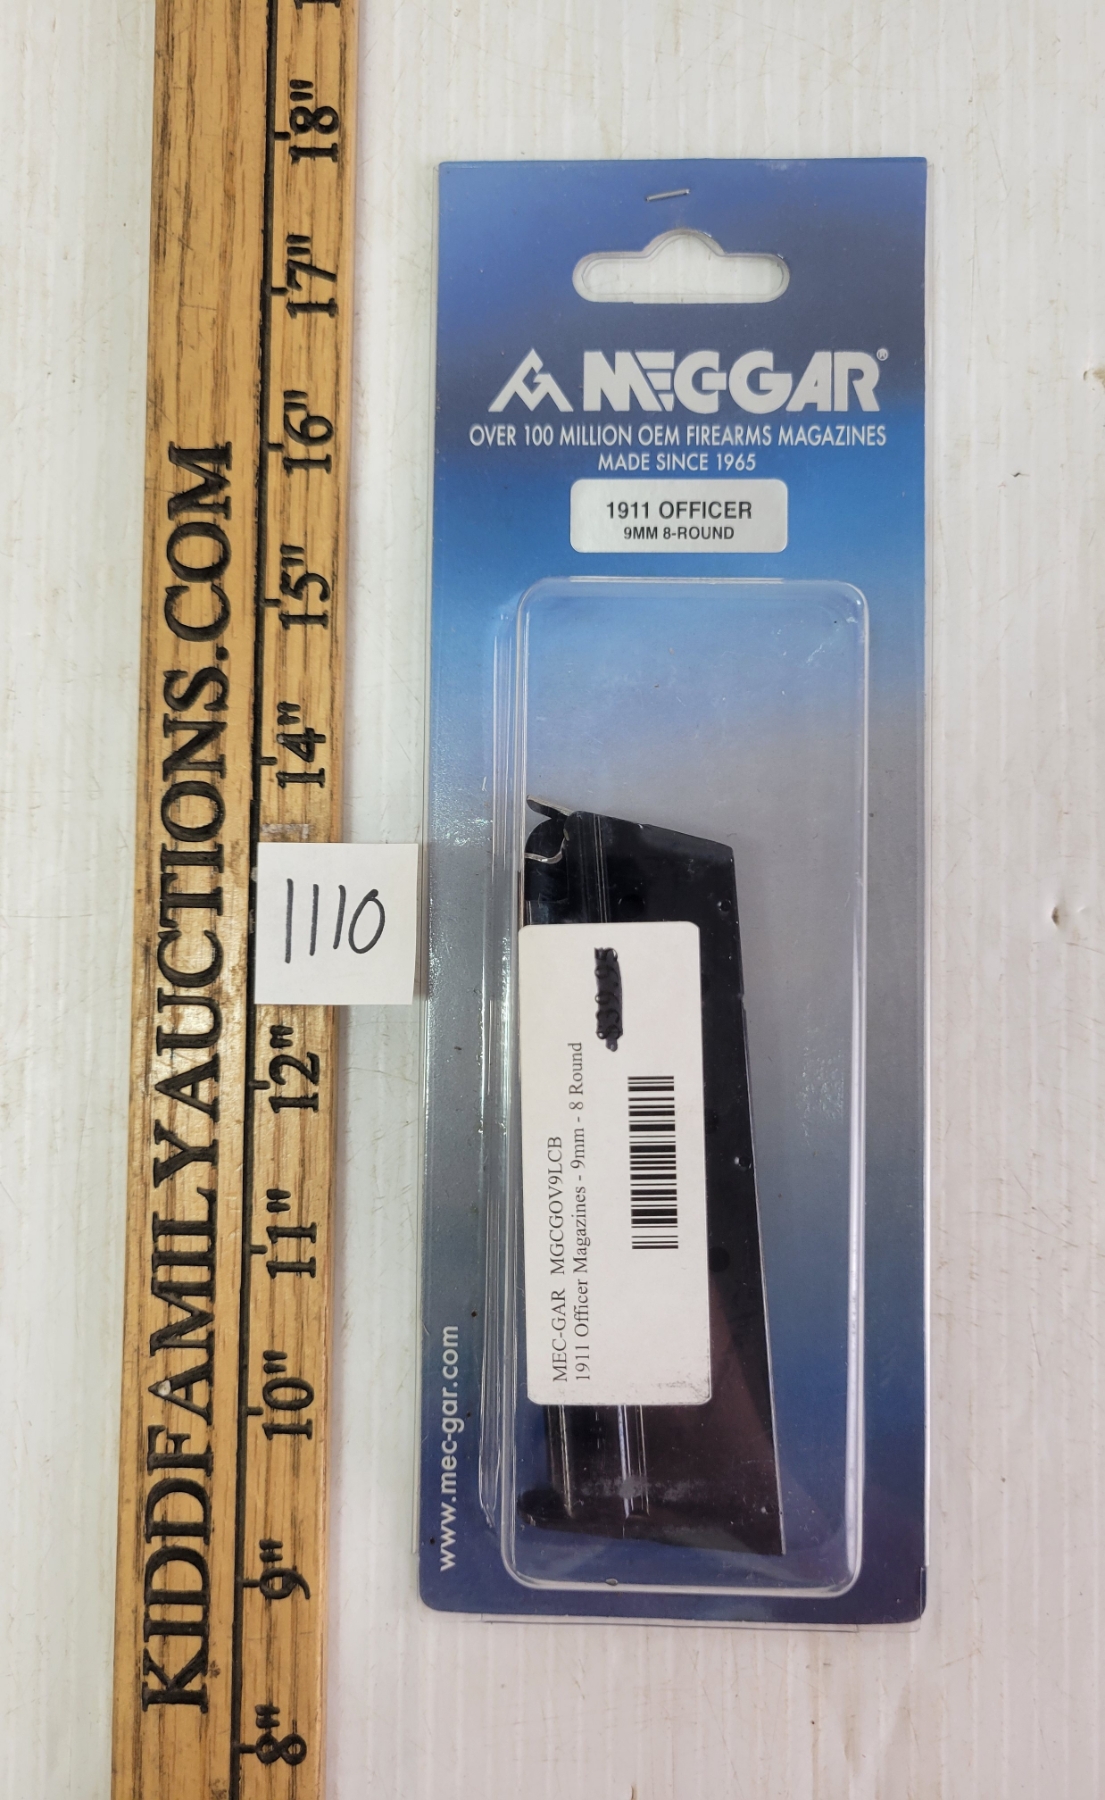 18"
17"
16"
15"
14"
12"
11"
10"
9"
8"
KIDDFAMILYAUCTIONS.COM
1110
MEC-GAR®
OVER 100 MILLION OEM FIREARMS MAGAZINES
MADE SINCE 1965
1911 OFFICER
9MM 8-ROUND
$39.95
MEC-GAR MGCGOV9LCB
1911 Officer Magazines - 9mm - 8 Round
www.mec-gar.com